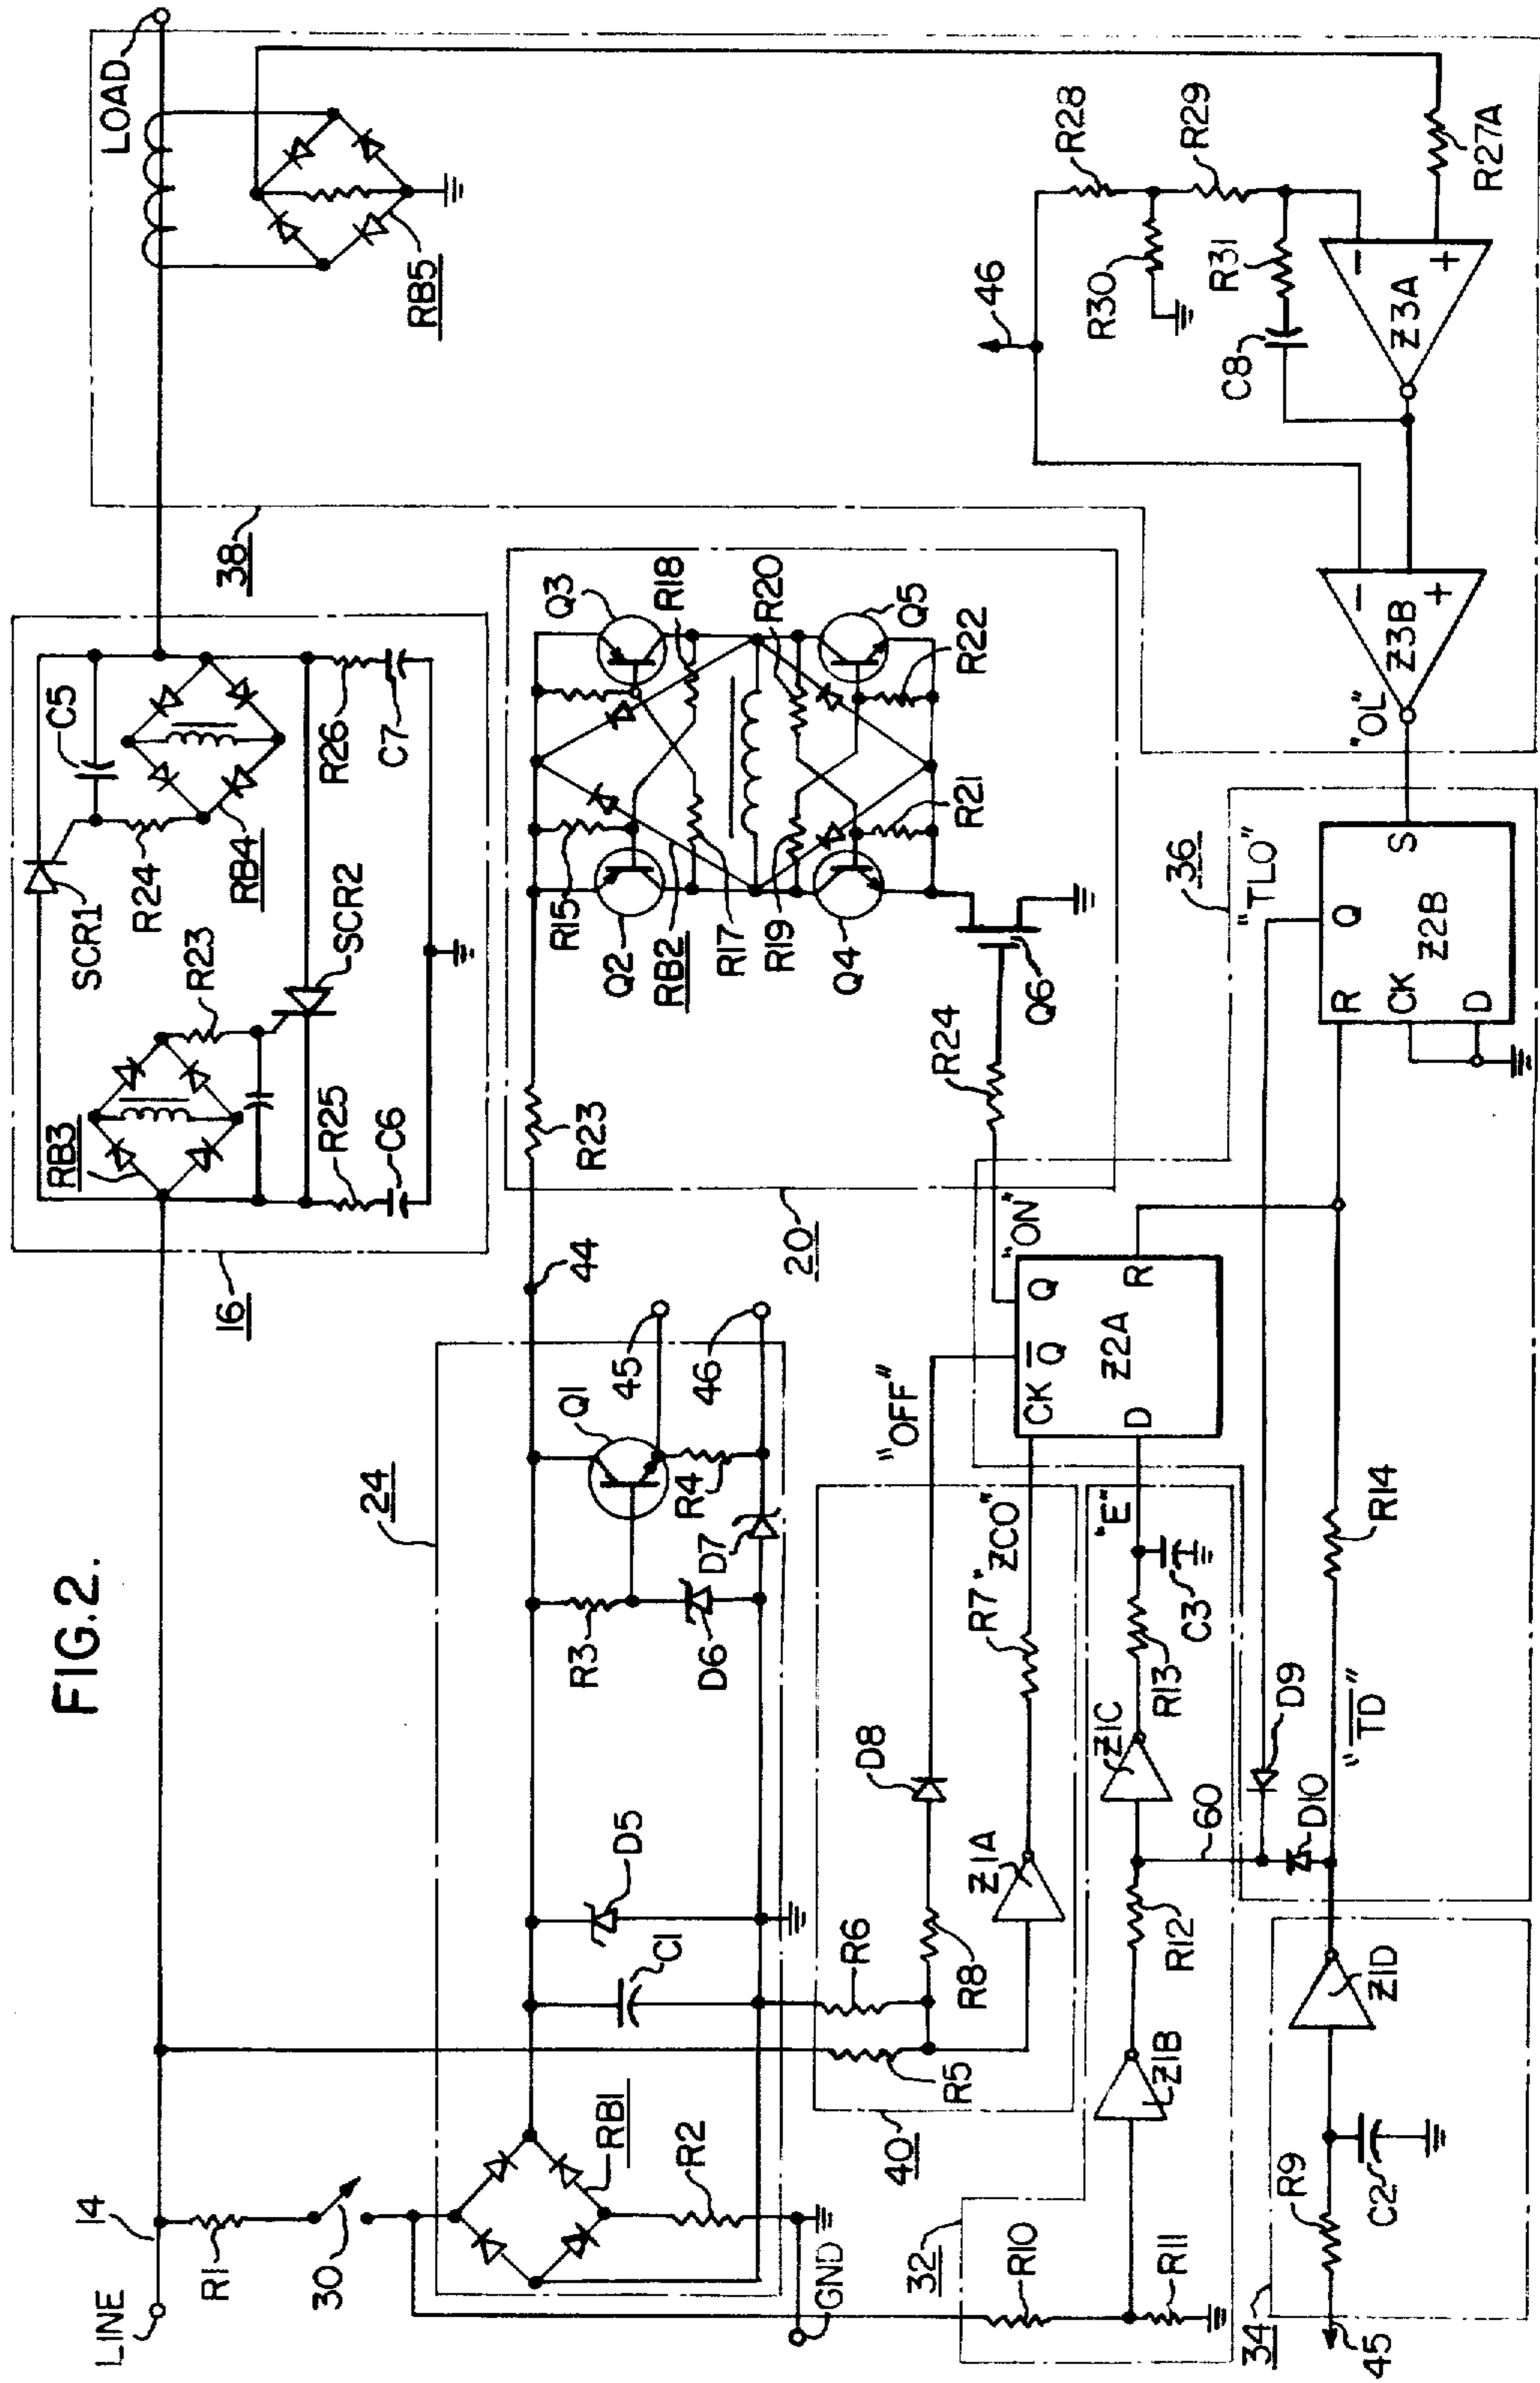 FIG.2.
LINE
14
R1
30
GND
RB1
R2
C1
D5
24
R3
D6
Q1
R4
D7
45
46
44
16
RB3
R23
R25
C6
SCR1
R24
RB4
SCR2
C5
R26
C7
38
LOAD
RB5
R23
20
Q2
R15
RB2
R17
R19
Q4
R21
Q3
R18
R20
Q5
R22
R24
Q6
46
R28
R30
R29
R31
C8
R27A
Z3A
- +
Z3B
- +
"OL"
36
"TLO"
Z2B
R
CK
D
Q
S
40
R5
R6
R8
D8
Z1A
R7
"ZCO"
"OFF"
"ON"
CK Q Q
D
R
Z2A
32
R10
R11
Z1B
R12
Z1C
R13
C3
"E"
60
D9
D10
"TD"
R14
34
45
R9
C2
Z1D